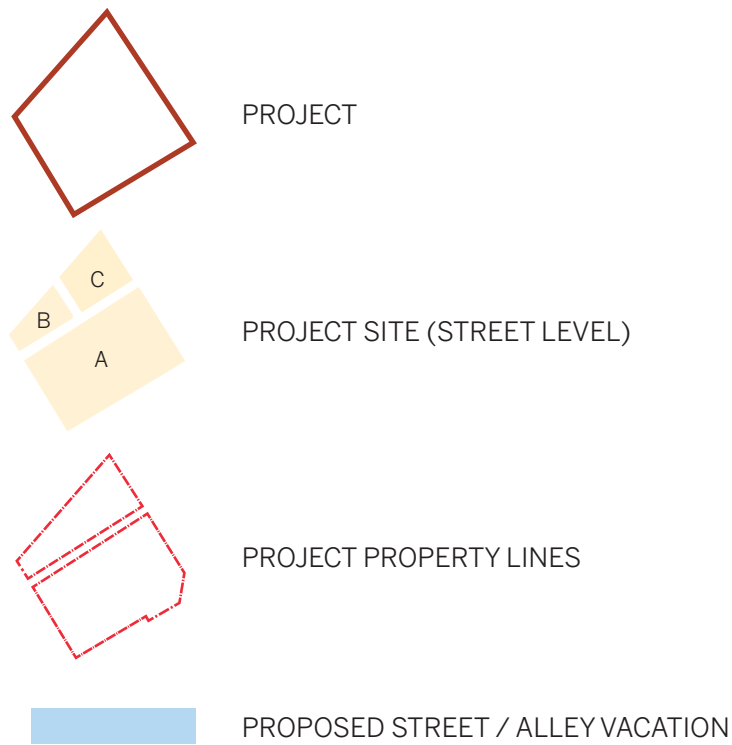 PROJECT
C
B
A
PROJECT SITE (STREET LEVEL)
PROJECT PROPERTY LINES
PROPOSED STREET / ALLEY VACATION